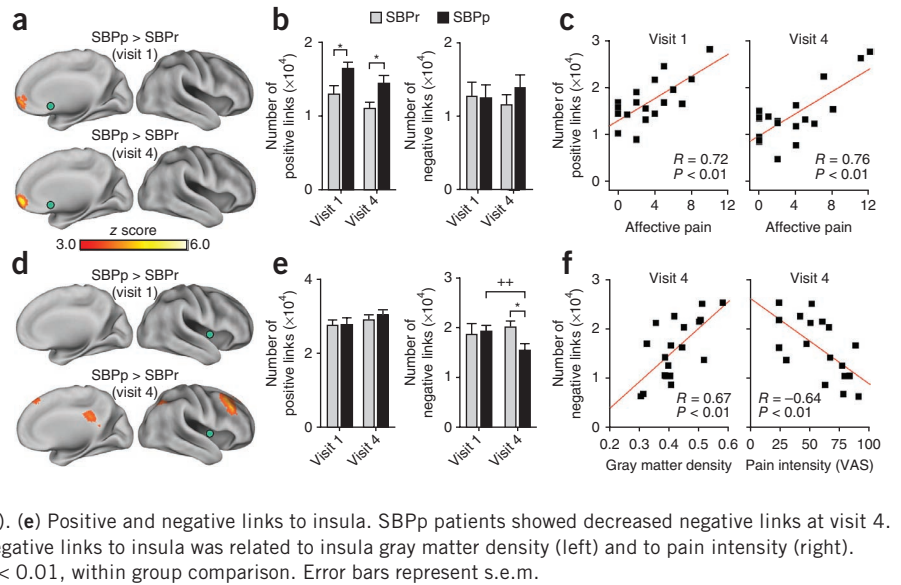 a
SBPp > SBPr
(visit 1)
SBPp > SBPr
(visit 4)
z score
3.0 6.0
b
SBPr SBPp
Number of
positive links (×10⁴)
2
1
0
*
*
Visit 1
Visit 4
Number of
negative links (×10⁴)
2
1
0
Visit 1
Visit 4
c
Number of
positive links (×10⁴)
3
2
1
0
Visit 1
R = 0.72
P < 0.01
0 4 8 12
Affective pain
Visit 4
R = 0.76
P < 0.01
0 4 8 12
Affective pain
d
SBPp > SBPr
(visit 1)
SBPp > SBPr
(visit 4)
e
Number of
positive links (×10⁴)
4
2
0
Visit 1
Visit 4
Number of
negative links (×10⁴)
3
2
1
0
++
*
Visit 1
Visit 4
f
Number of
negative links (×10⁴)
3
2
1
0
Visit 4
R = 0.67
P < 0.01
0.2 0.3 0.4 0.5 0.6
Gray matter density
Visit 4
R = –0.64
P < 0.01
0 25 50 75 100
Pain intensity (VAS)
). (e) Positive and negative links to insula. SBPp patients showed decreased negative links at visit 4.
egative links to insula was related to insula gray matter density (left) and to pain intensity (right).
< 0.01, within group comparison. Error bars represent s.e.m.